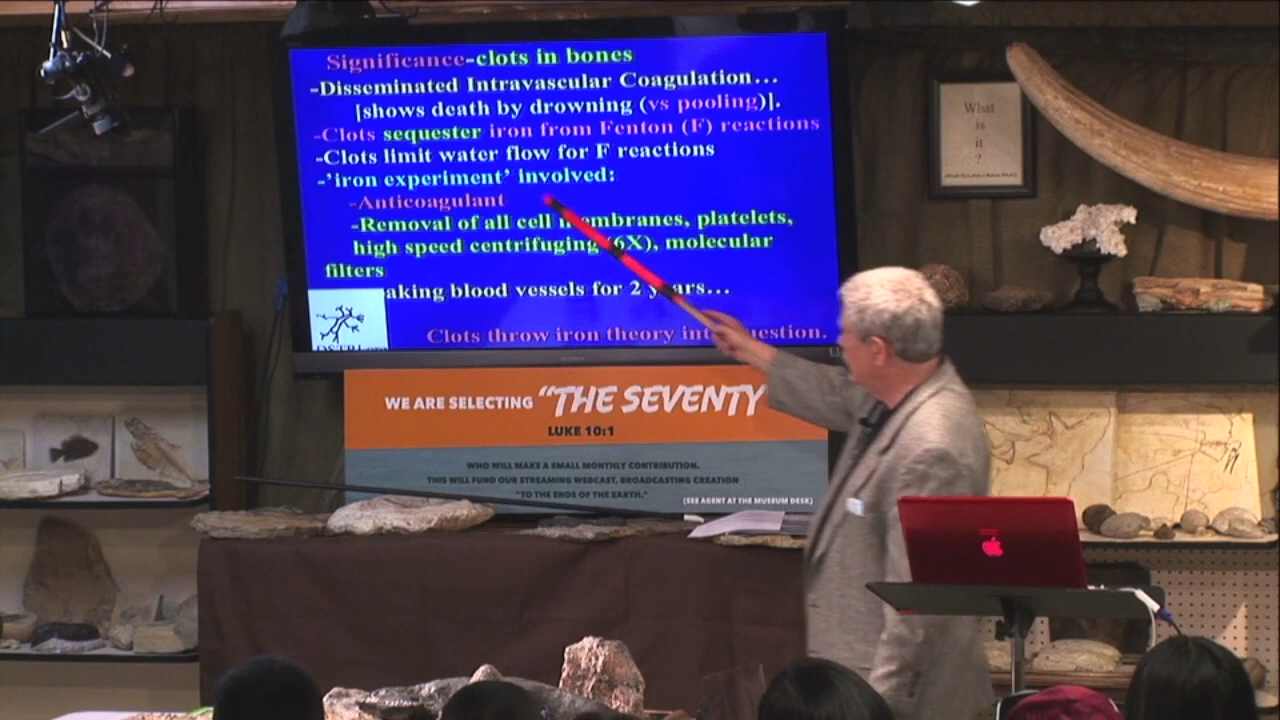 Significance-clots in bones
-Disseminated Intravascular Coagulation...
[shows death by drowning (vs pooling)].
-Clots sequester iron from Fenton (F) reactions
-Clots limit water flow for F reactions
-'iron experiment' involved:
-Anticoagulant
-Removal of all cell membranes, platelets,
high speed centrifuging (6X), molecular
filters
aking blood vessels for 2 years...
Clots throw iron theory into question.
What
is
it
?
WE ARE SELECTING "THE SEVENTY
LUKE 10:1
WHO WILL MAKE A SMALL MONTHLY CONTRIBUTION.
THIS WILL FUND OUR STREAMING WEBCAST, BROADCASTING CREATION
"TO THE ENDS OF THE EARTH."
(SEE AGENT AT THE MUSEUM DESK)